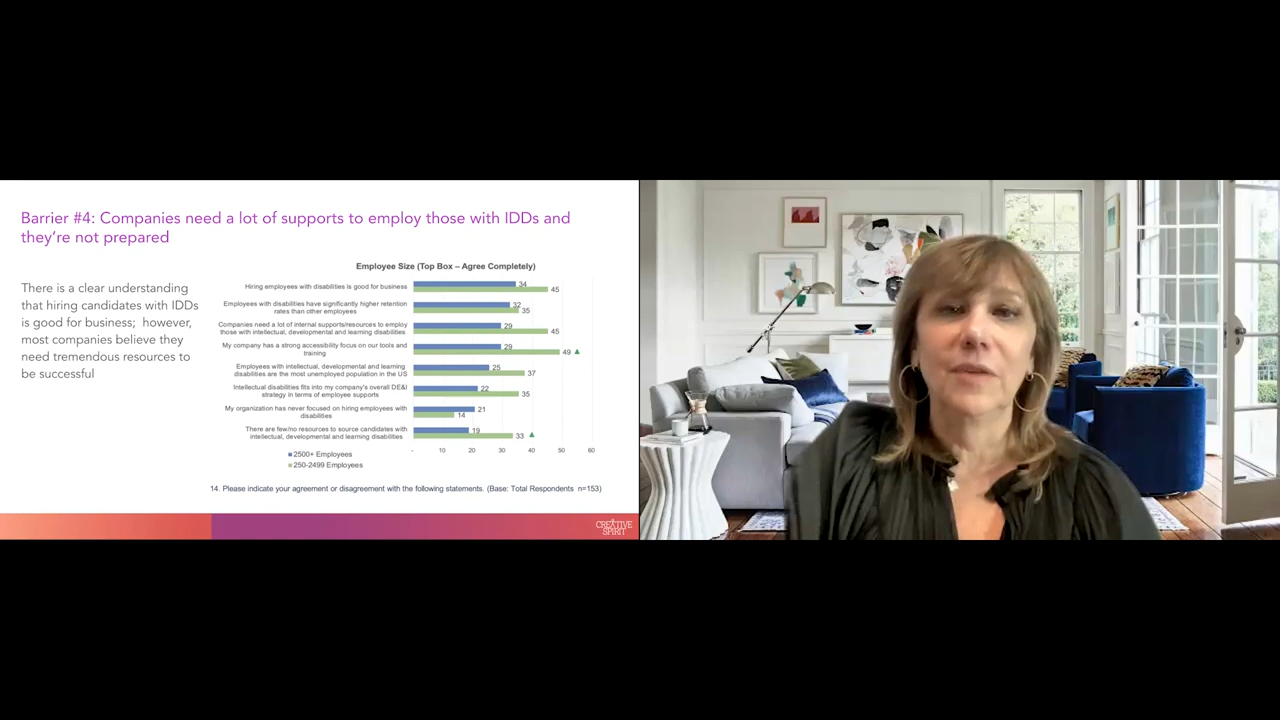 Barrier #4: Companies need a lot of supports to employ those with IDDs and
they're not prepared
There is a clear understanding
that hiring candidates with IDDs
is good for business;  however,
most companies believe they
need tremendous resources to
be successful
Employee Size (Top Box – Agree Completely)
Hiring employees with disabilities is good for business
34
45
Employees with disabilities have significantly higher retention
rates than other employees
32
35
Companies need a lot of internal supports/resources to employ
those with intellectual, developmental and learning disabilities
29
45
My company has a strong accessibility focus on our tools and
training
29
49
Employees with intellectual, developmental and learning
disabilities are the most unemployed population in the US
25
37
Intellectual disabilities fits into my company's overall DE&I
strategy in terms of employee supports
22
35
My organization has never focused on hiring employees with
disabilities
21
14
There are few/no resources to source candidates with
intellectual, developmental and learning disabilities
19
33
- 10 20 30 40 50 60
2500+ Employees
250-2499 Employees
14. Please indicate your agreement or disagreement with the following statements. (Base: Total Respondents  n=153)
CREATIVE
SPIRIT